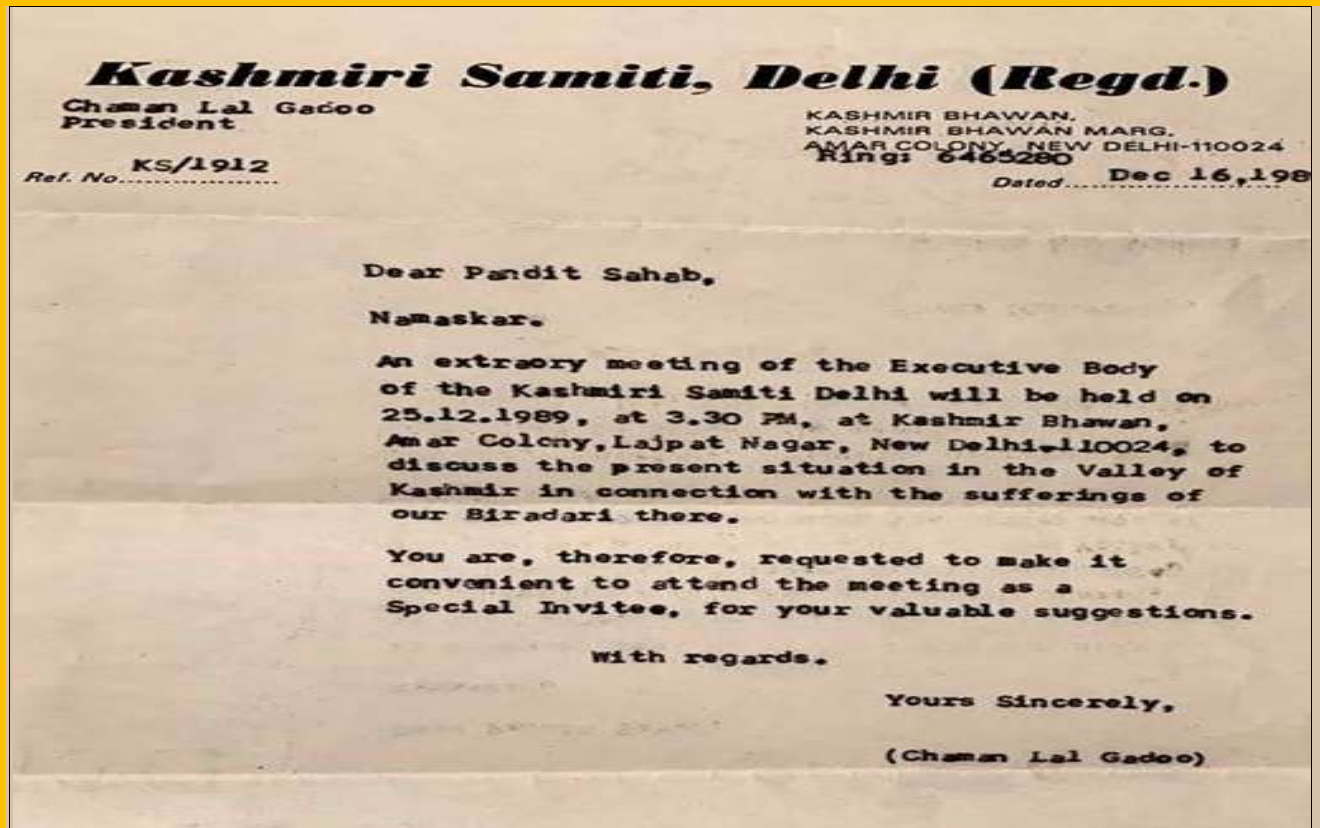 Kashmiri Samiti, Delhi (Regd.)
Chaman Lal Gadoo
President
KASHMIR BHAWAN,
KASHMIR BHAWAN MARG,
AMAR COLONY, NEW DELHI-110024
Ring: 6465280
Ref. No. KS/1912
Dated Dec 16,198
Dear Pandit Sahab,
Namaskar.
An extraory meeting of the Executive Body
of the Kashmiri Samiti Delhi will be held on
25.12.1989, at 3.30 PM, at Kashmir Bhawan,
Amar Colony,Lajpat Nagar, New Delhi-110024, to
discuss the present situation in the Valley of
Kashmir in connection with the sufferings of
our Biradari there.
You are, therefore, requested to make it
convenient to attend the meeting as a
Special Invitee, for your valuable suggestions.
With regards.
Yours Sincerely,
(Chaman Lal Gadoo)